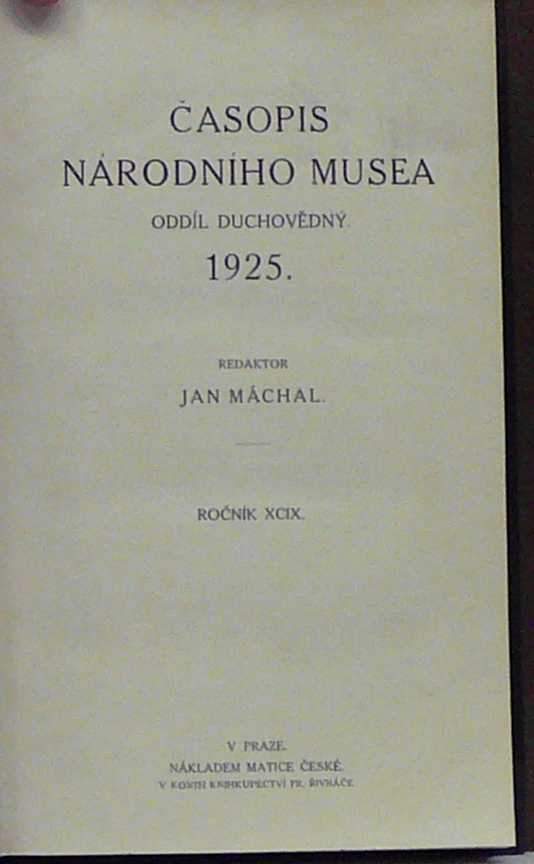 ČASOPIS
NÁRODNÍHO MUSEA
ODDÍL DUCHOVĚDNÝ.
1925.
REDAKTOR
JAN MÁCHAL.
ROČNÍK XCIX.
V PRAZE.
NÁKLADEM MATICE ČESKÉ.
V KOMISI KNIHKUPECTVÍ FR. ŘIVNÁČE.